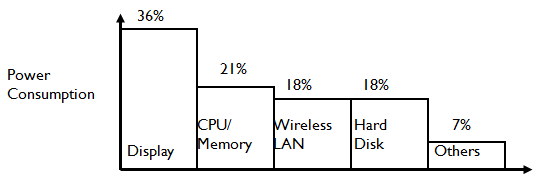 36%
21%
18%
18%
7%
Power
Consumption
Display
CPU/
Memory
Wireless
LAN
Hard
Disk
Others